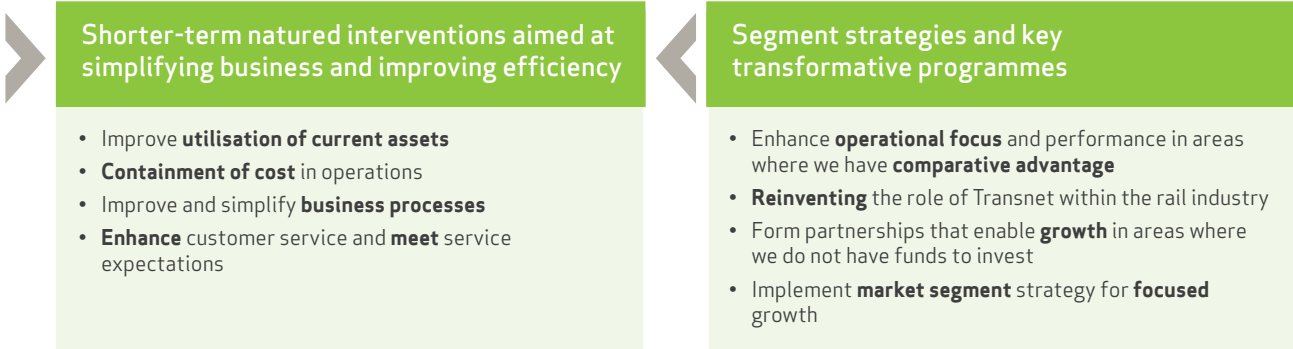 Shorter-term natured interventions aimed at
simplifying business and improving efficiency
• Improve utilisation of current assets
• Containment of cost in operations
• Improve and simplify business processes
• Enhance customer service and meet service
expectations
Segment strategies and key
transformative programmes
• Enhance operational focus and performance in areas
where we have comparative advantage
• Reinventing the role of Transnet within the rail industry
• Form partnerships that enable growth in areas where
we do not have funds to invest
• Implement market segment strategy for focused
growth